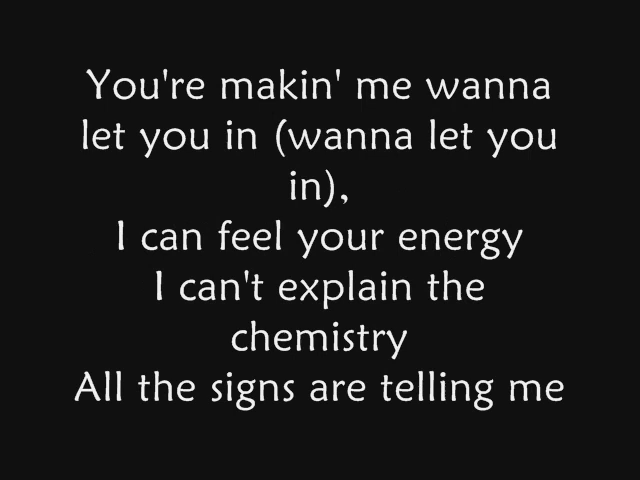 You're makin' me wanna
let you in (wanna let you
in),
I can feel your energy
I can't explain the
chemistry
All the signs are telling me